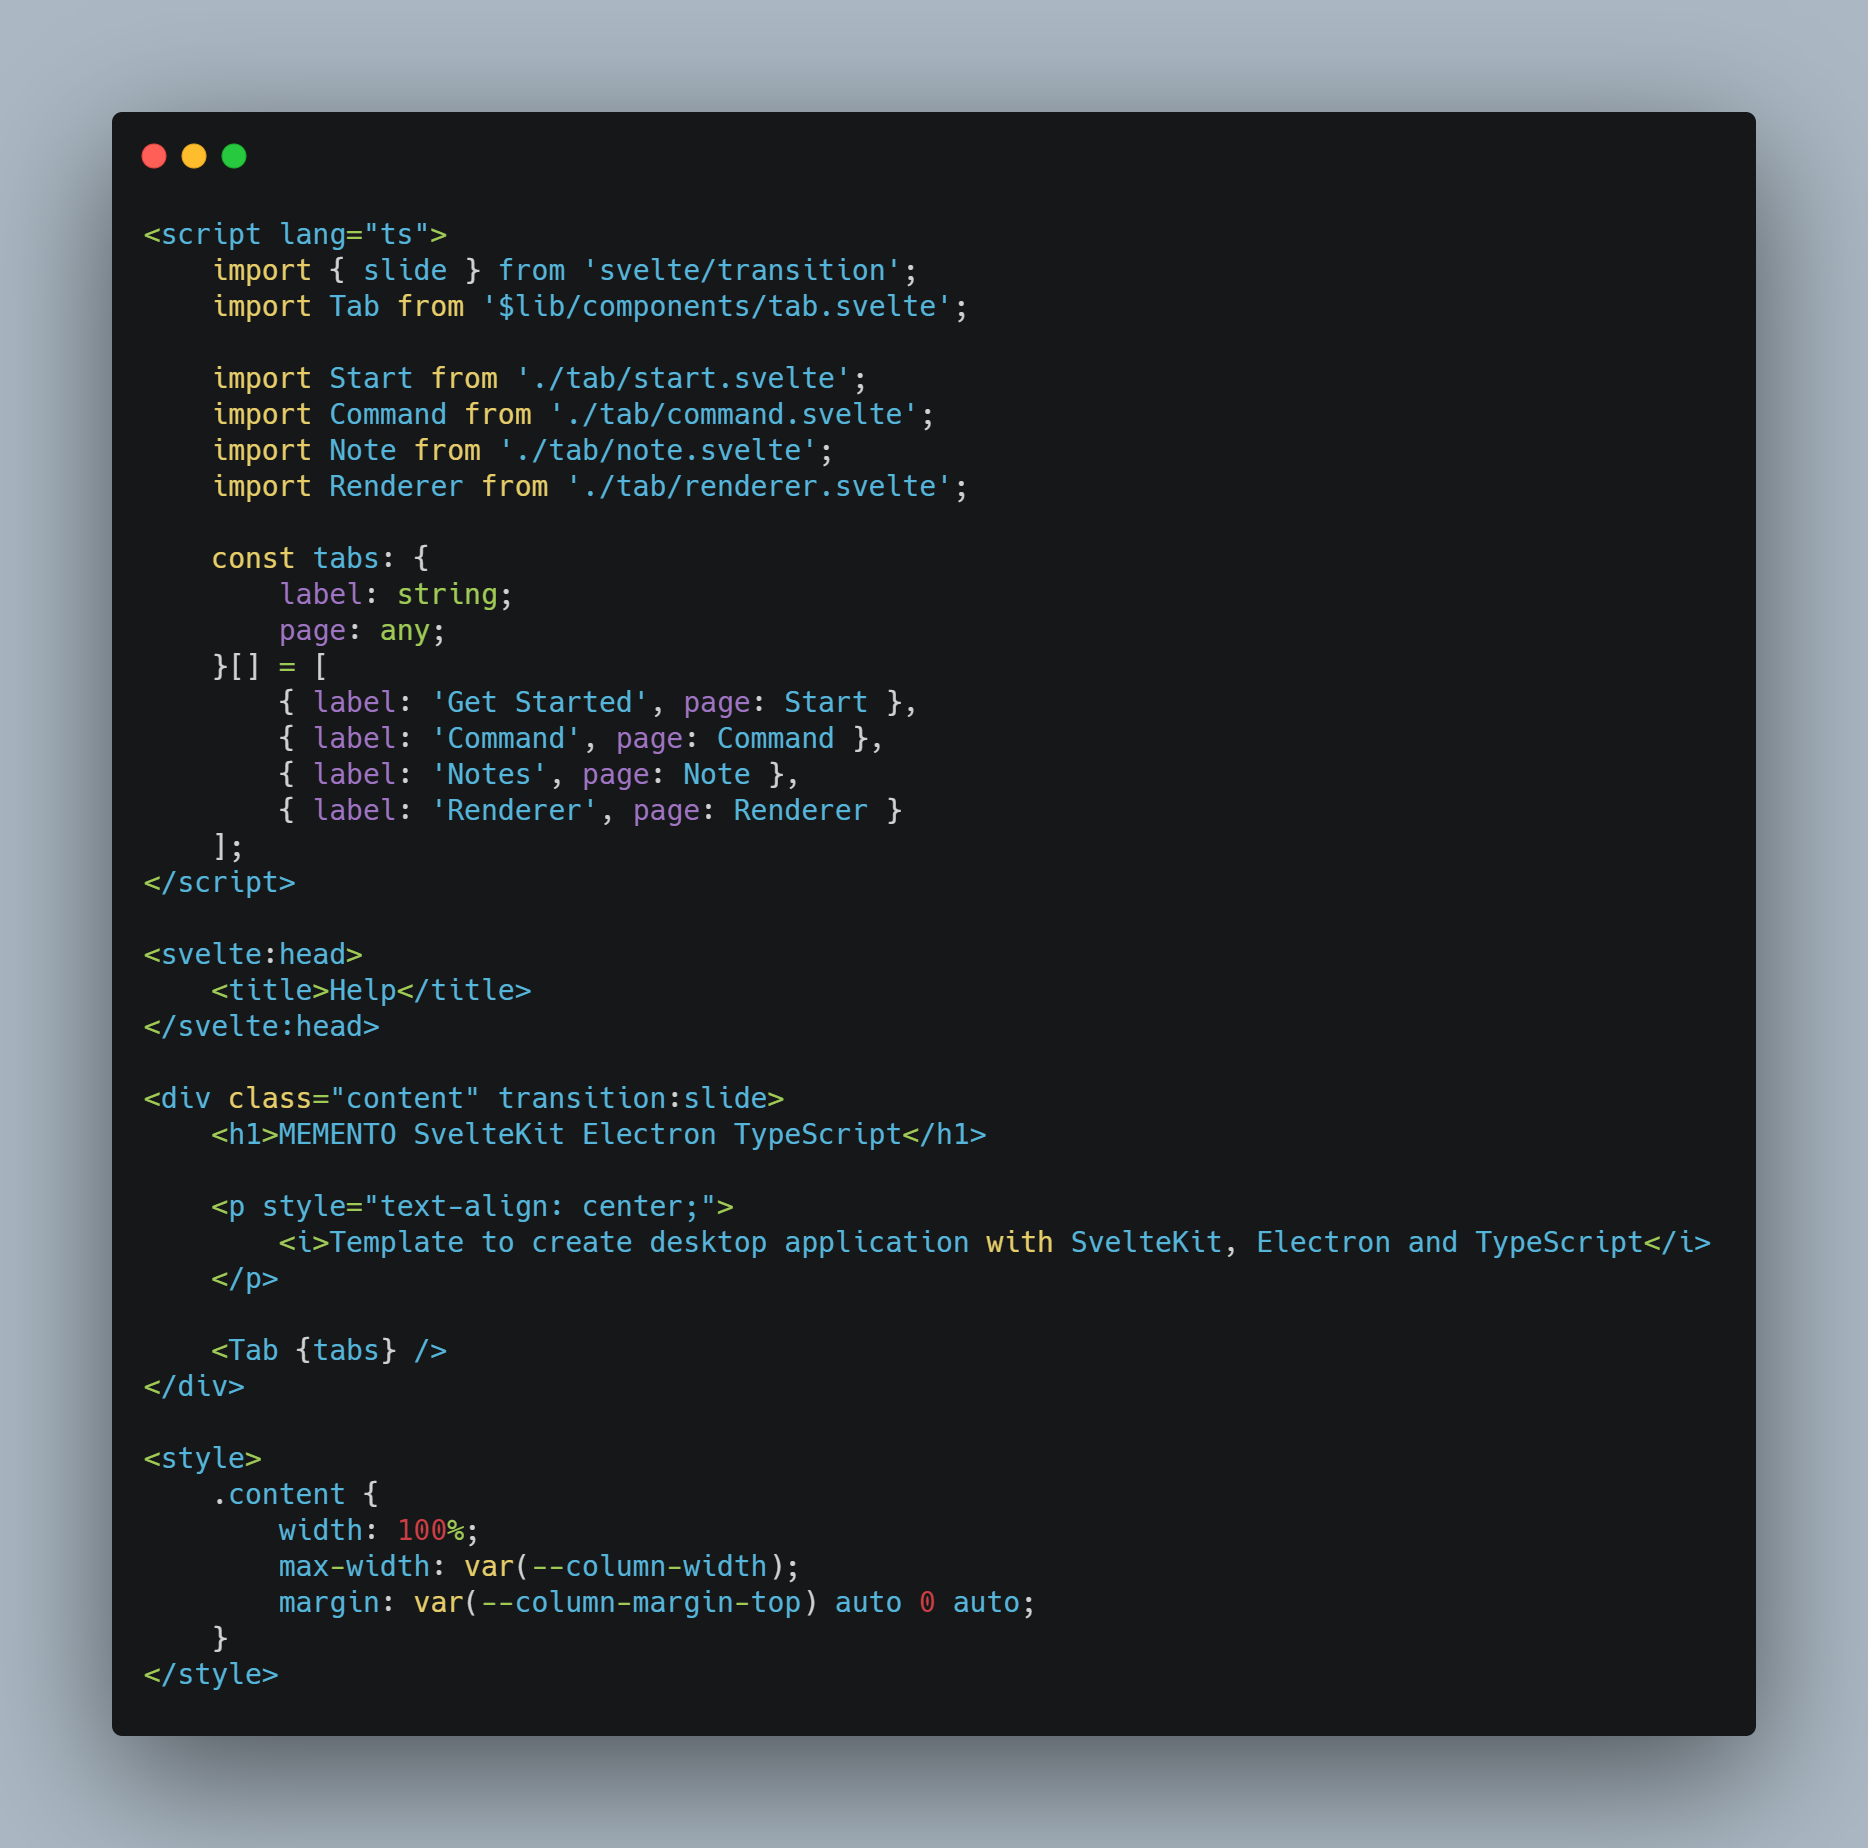 <script lang="ts">
    import { slide } from 'svelte/transition';
    import Tab from '$lib/components/tab.svelte';

    import Start from './tab/start.svelte';
    import Command from './tab/command.svelte';
    import Note from './tab/note.svelte';
    import Renderer from './tab/renderer.svelte';

    const tabs: {
        label: string;
        page: any;
    }[] = [
        { label: 'Get Started', page: Start },
        { label: 'Command', page: Command },
        { label: 'Notes', page: Note },
        { label: 'Renderer', page: Renderer }
    ];
</script>

<svelte:head>
    <title>Help</title>
</svelte:head>

<div class="content" transition:slide>
    <h1>MEMENTO SvelteKit Electron TypeScript</h1>

    <p style="text-align: center;">
        <i>Template to create desktop application with SvelteKit, Electron and TypeScript</i>
    </p>

    <Tab {tabs} />
</div>

<style>
    .content {
        width: 100%;
        max-width: var(--column-width);
        margin: var(--column-margin-top) auto 0 auto;
    }
</style>